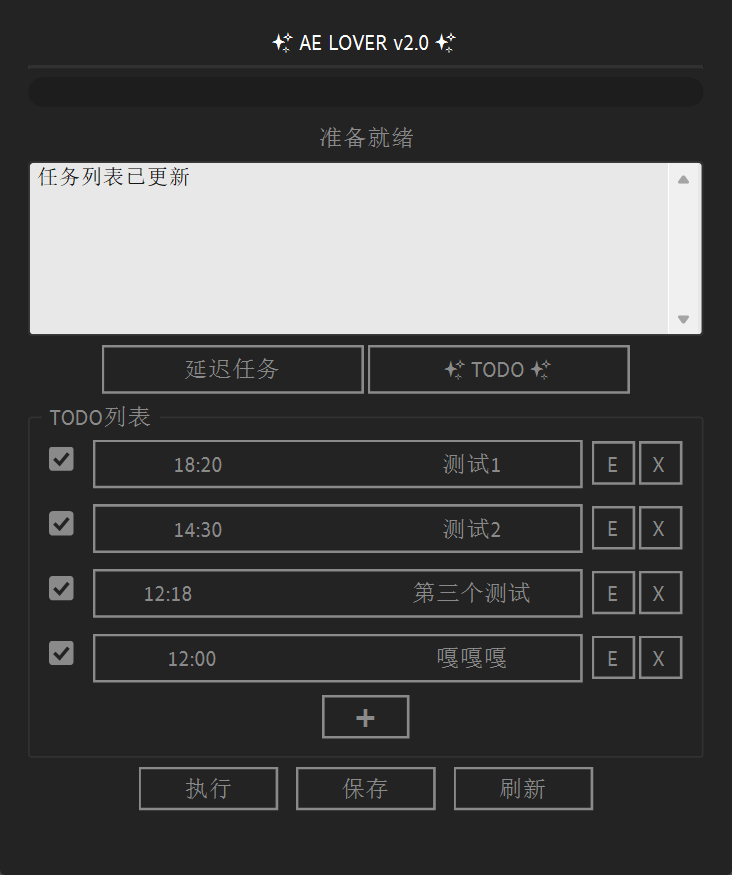 AE LOVER v2.0
准备就绪
任务列表已更新
延迟任务 TODO
TODO列表
18:20 测试1 E X
14:30 测试2 E X
12:18 第三个测试 E X
12:00 嘎嘎嘎 E X
+
执行 保存 刷新